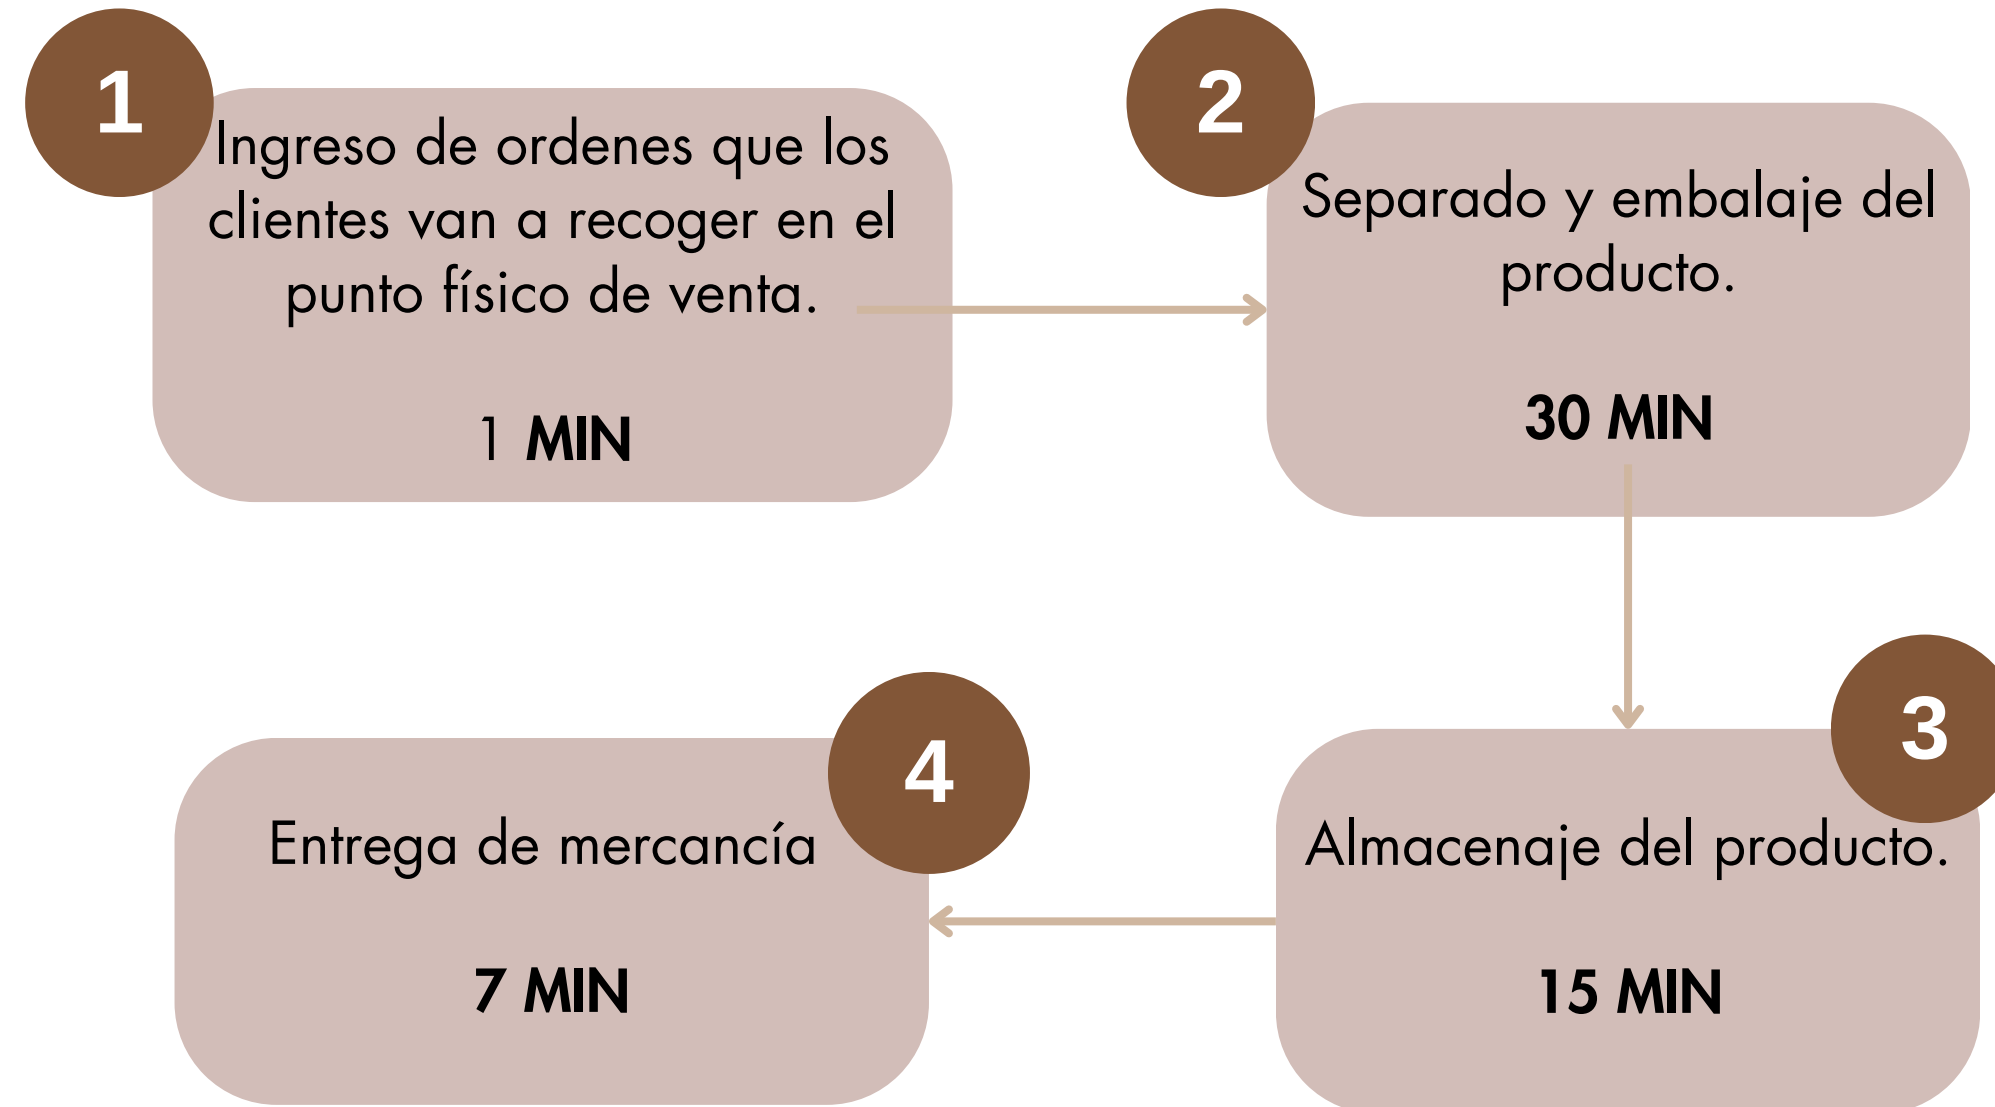 1
Ingreso de ordenes que los
clientes van a recoger en el
punto físico de venta.
1 MIN
2
Separado y embalaje del
producto.
30 MIN
3
Almacenaje del producto.
15 MIN
4
Entrega de mercancía
7 MIN